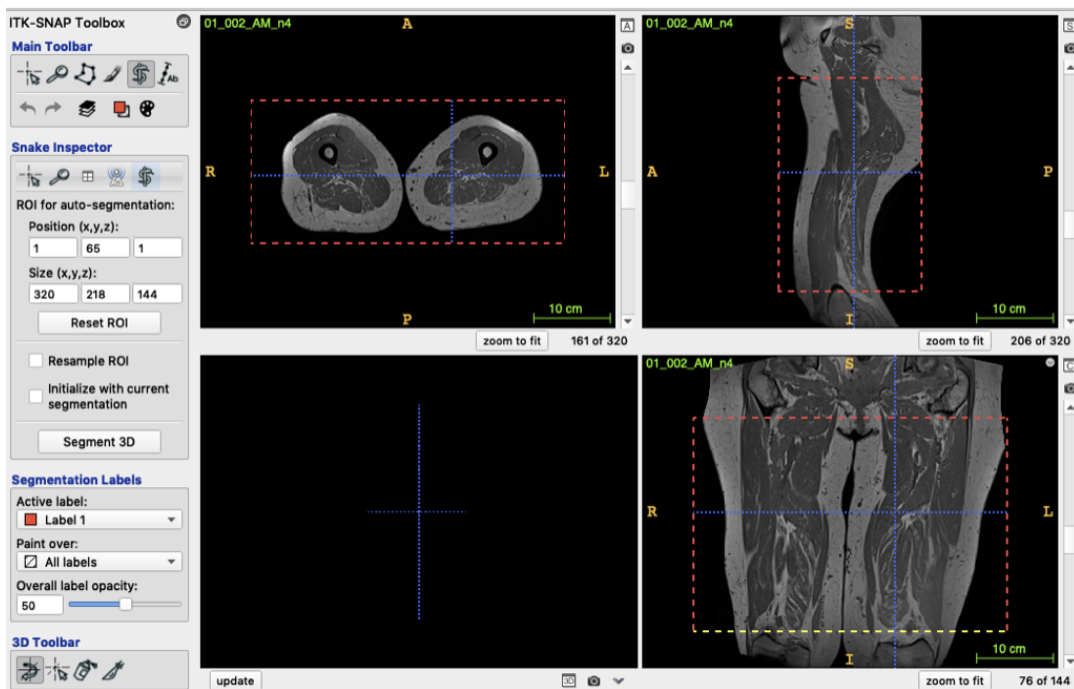 ITK-SNAP Toolbox
Main Toolbar
Ab
Snake Inspector
ROI for auto-segmentation:
Position (x,y,z):
1 65 1
Size (x,y,z):
320 218 144
Reset ROI
Resample ROI
Initialize with current
segmentation
Segment 3D
Segmentation Labels
Active label:
Label 1
Paint over:
All labels
Overall label opacity:
50
3D Toolbar
01_002_AM_n4
A
R
L
P
10 cm
A
zoom to fit 161 of 320
01_002_AM_n4
S
A
P
I
10 cm
S
zoom to fit 206 of 320
update
3D
01_002_AM_n4
S
R
L
I
10 cm
C
zoom to fit 76 of 144